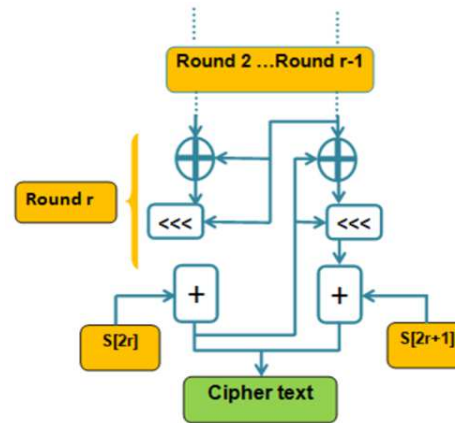 Round 2 ...Round r-1
Round r
<<<
<<<
+
+
S[2r]
S[2r+1]
Cipher text